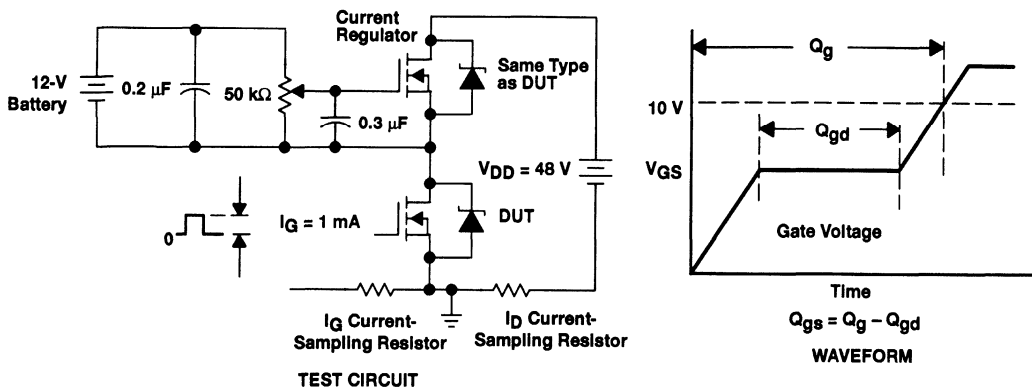 Current
Regulator
Same Type
as DUT
12-V
Battery
0.2 µF
50 kΩ
0.3 µF
VDD = 48 V
IG = 1 mA
DUT
0
IG Current-
Sampling Resistor
ID Current-
Sampling Resistor
TEST CIRCUIT
Qg
10 V
Qgd
VGS
Gate Voltage
Time
Qgs = Qg – Qgd
WAVEFORM